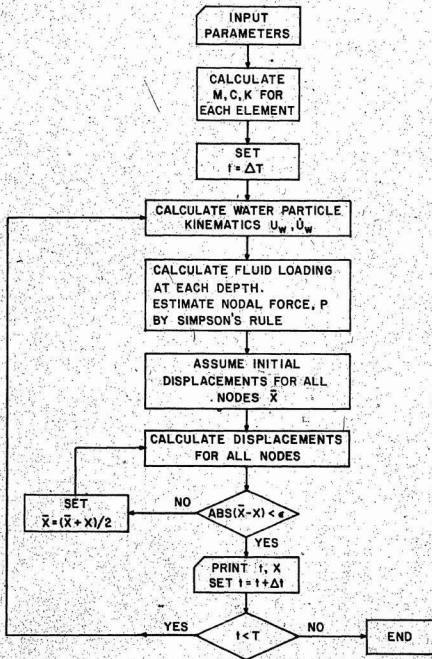 INPUT
PARAMETERS
CALCULATE
M, C, K FOR
EACH ELEMENT
SET
t = ΔT
CALCULATE WATER PARTICLE
KINEMATICS U_W , U̇_W
CALCULATE FLUID LOADING
AT EACH DEPTH.
ESTIMATE NODAL FORCE, P
BY SIMPSON'S RULE
ASSUME INITIAL
DISPLACEMENTS FOR ALL
NODES X̄
CALCULATE DISPLACEMENTS
FOR ALL NODES
SET
X̄ = (X̄ + X)/2
NO
ABS(X̄ - X) < ϵ
YES
PRINT t, X
SET t = t + Δt
YES
t < T
NO
END